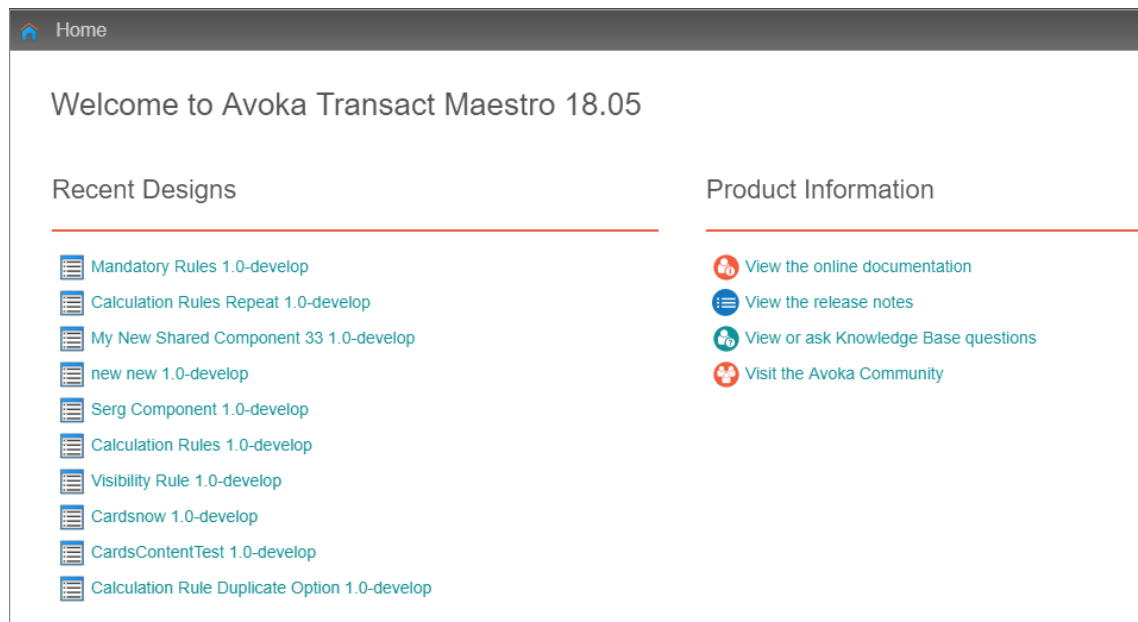 Home
Welcome to Avoka Transact Maestro 18.05
Recent Designs
Mandatory Rules 1.0-develop
Calculation Rules Repeat 1.0-develop
My New Shared Component 33 1.0-develop
new new 1.0-develop
Serg Component 1.0-develop
Calculation Rules 1.0-develop
Visibility Rule 1.0-develop
Cardsnow 1.0-develop
CardsContentTest 1.0-develop
Calculation Rule Duplicate Option 1.0-develop
Product Information
View the online documentation
View the release notes
View or ask Knowledge Base questions
Visit the Avoka Community